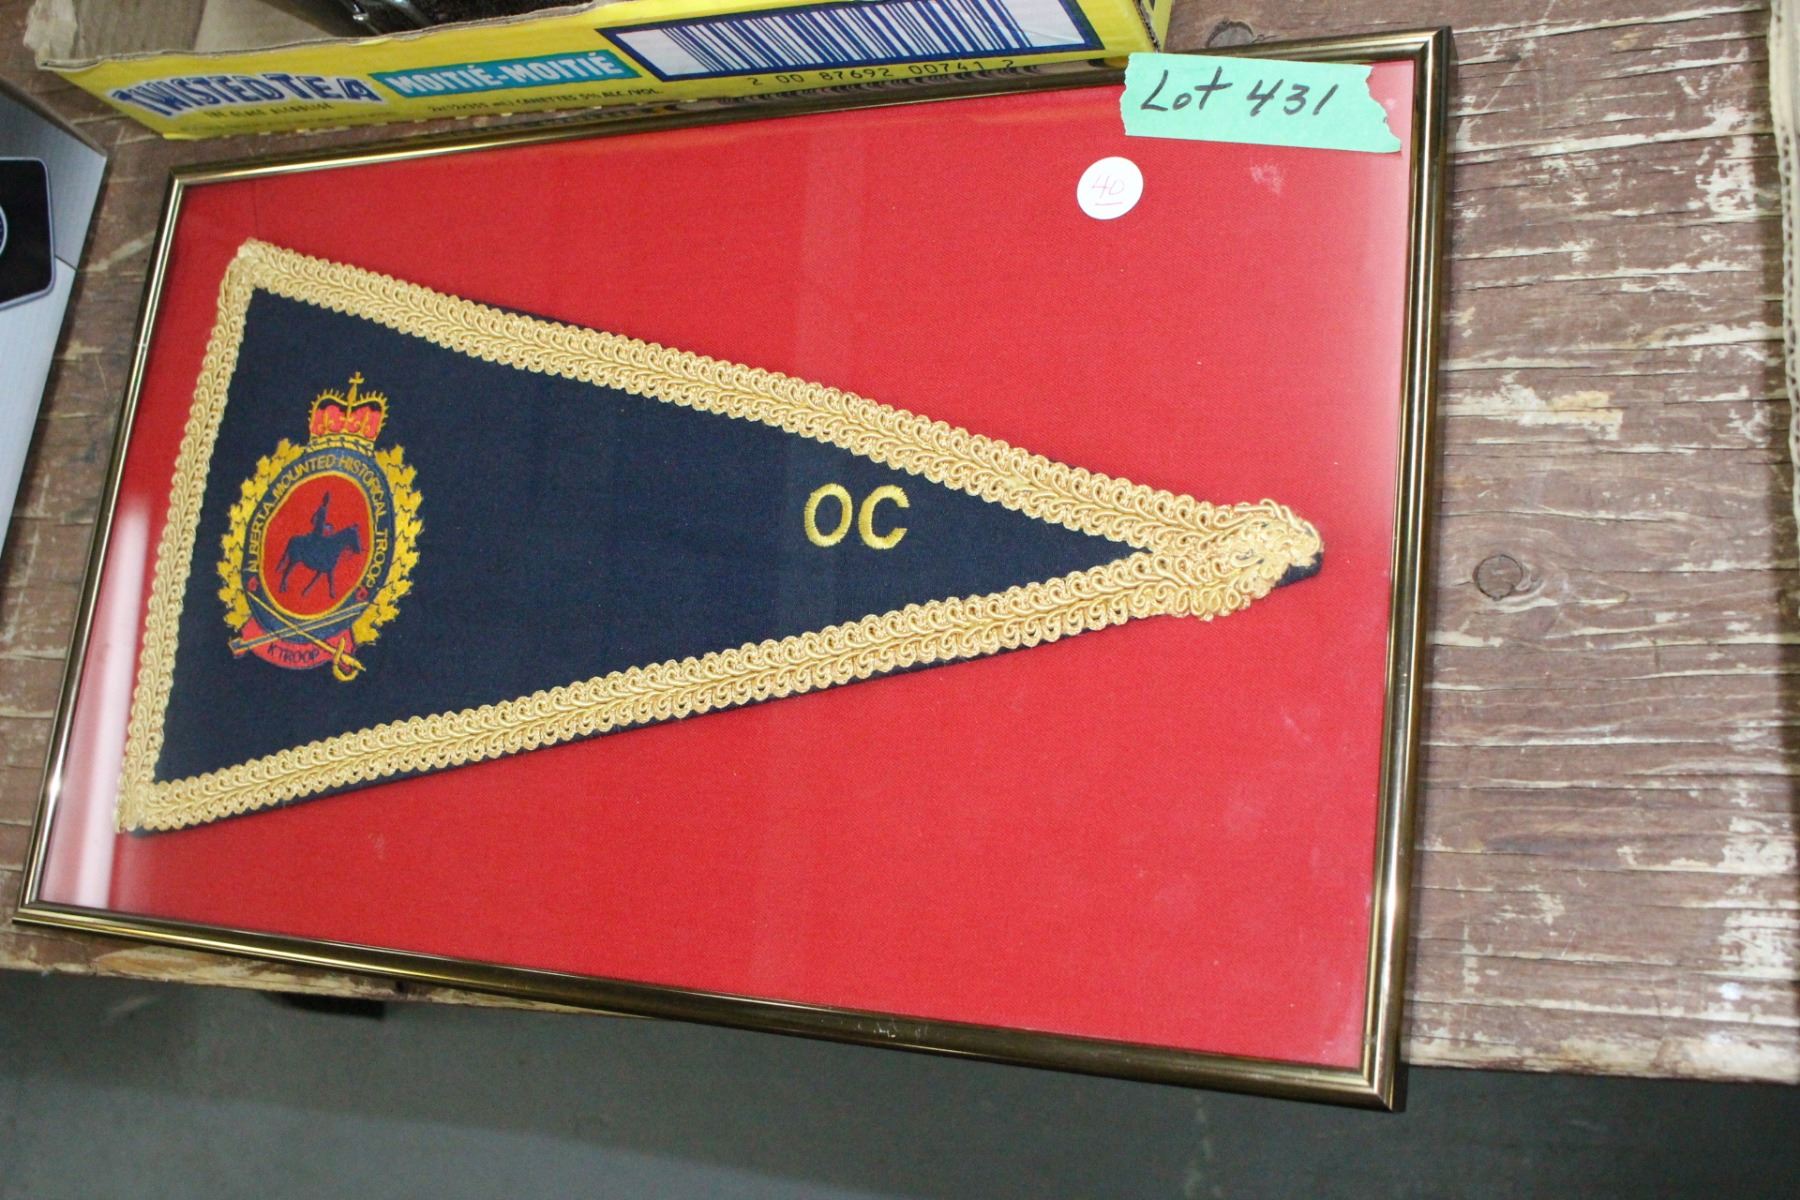 TWISTED TEA
MOITIÉ-MOITIÉ
2 00 87692 00741 2
Lot 431
40
OC
ALBERTA MOUNTED HISTORICAL TROOP
K TROOP